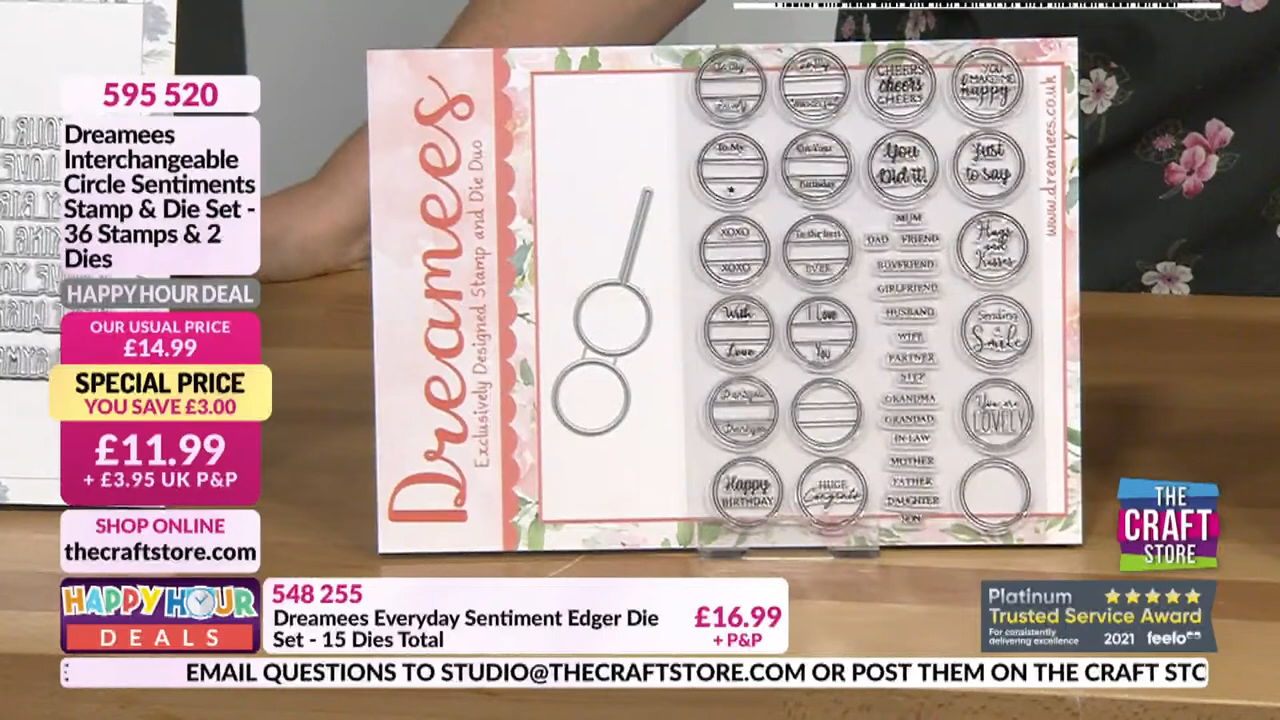 595 520
Dreamees
Interchangeable
Circle Sentiments
Stamp & Die Set -
36 Stamps & 2
Dies
HAPPY HOUR DEAL
OUR USUAL PRICE
£14.99
SPECIAL PRICE
YOU SAVE £3.00
£11.99
+ £3.95 UK P&P
SHOP ONLINE
thecraftstore.com
HAPPY HOUR
DEALS
548 255
Dreamees Everyday Sentiment Edger Die
Set - 15 Dies Total
£16.99
+ P&P
EMAIL QUESTIONS TO STUDIO@THECRAFTSTORE.COM OR POST THEM ON THE CRAFT STO
Dreamees
Exclusively Designed Stamp and Die Duo
www.dreamees.co.uk
CHEERS
cheers
CHEERS
YOU
MAKE ME
happy
To My
On Your
Birthday
You
Did it!
Just
to say
XOXO
XOXO
To the best
EVER
Hugs
and
Kisses
With
Love
I love
You
Sending
a
Smile
You are
LOVELY
Happy
BIRTHDAY
HUGE
Congrats
MUM
DAD
FRIEND
BOYFRIEND
GIRLFRIEND
HUSBAND
WIFE
PARTNER
STEP
GRANDMA
GRANDAD
IN-LAW
MOTHER
FATHER
DAUGHTER
SON
THE
CRAFT
STORE
Platinum
Trusted Service Award
For consistently
delivering excellence
2021 feefo